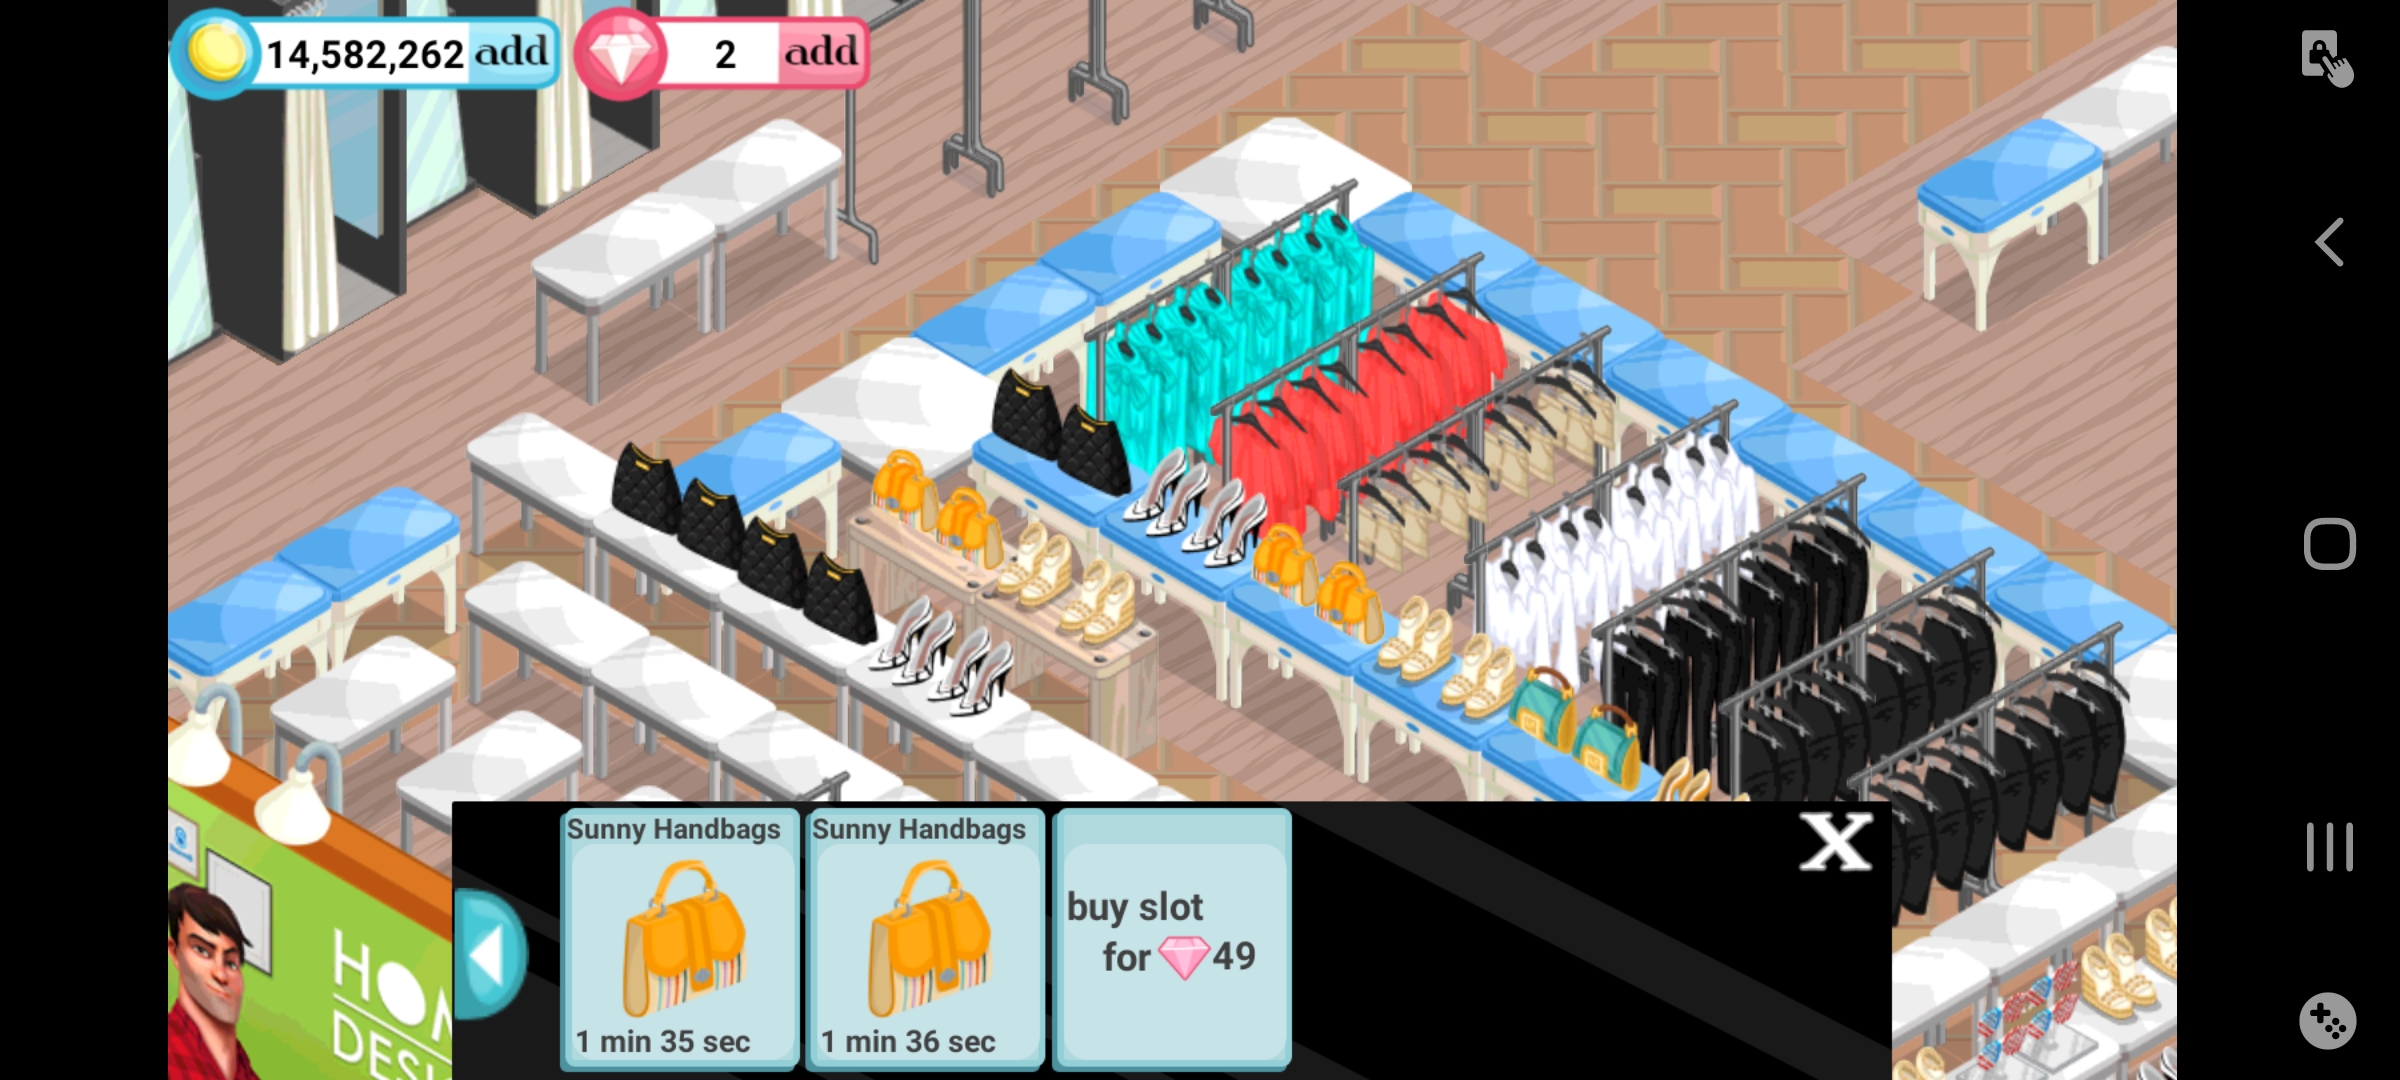 14,582,262 add
2 add
Sunny Handbags
1 min 35 sec
Sunny Handbags
1 min 36 sec
buy slot
for 49
X